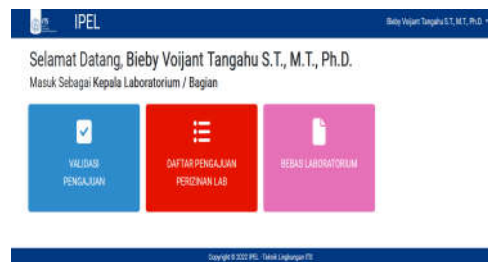 IPEL
Bieby Voijant Tangahu S.T., M.T., Ph.D.
Selamat Datang, Bieby Voijant Tangahu S.T., M.T., Ph.D.
Masuk Sebagai Kepala Laboratorium / Bagian
VALIDASI
PENGAJUAN
DAFTAR PENGAJUAN
PERIZINAN LAB
BEBAS LABORATORIUM
Copyright © 2022 IPEL - Teknik Lingkungan ITS